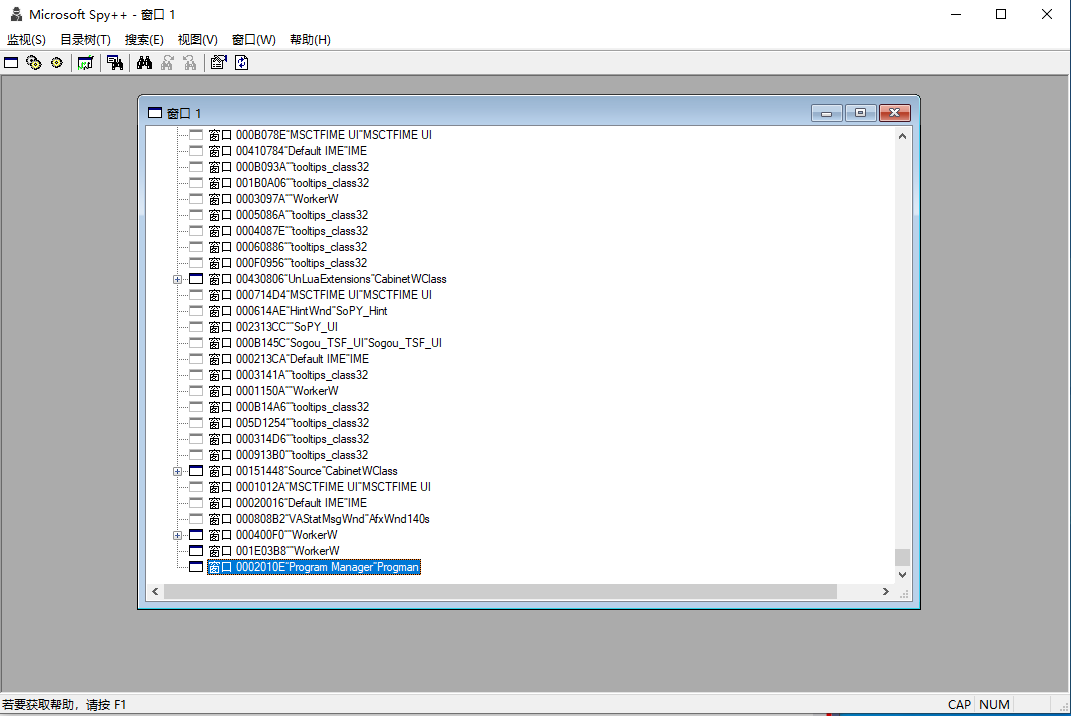 Microsoft Spy++ - 窗口 1
监视(S) 目录树(T) 搜索(E) 视图(V) 窗口(W) 帮助(H)
窗口 1
窗口 000B078E"MSCTFIME UI"MSCTFIME UI
窗口 00410784"Default IME"IME
窗口 000B093A""tooltips_class32
窗口 001B0A06""tooltips_class32
窗口 0003097A""WorkerW
窗口 0005086A""tooltips_class32
窗口 0004087E""tooltips_class32
窗口 00060886""tooltips_class32
窗口 000F0956""tooltips_class32
窗口 00430806"UnLuaExtensions"CabinetWClass
窗口 000714D4"MSCTFIME UI"MSCTFIME UI
窗口 000614AE"HintWnd"SoPY_Hint
窗口 002313CC""SoPY_UI
窗口 000B145C"Sogou_TSF_UI"Sogou_TSF_UI
窗口 000213CA"Default IME"IME
窗口 0003141A""tooltips_class32
窗口 0001150A""WorkerW
窗口 000B14A6""tooltips_class32
窗口 005D1254""tooltips_class32
窗口 000314D6""tooltips_class32
窗口 000913B0""tooltips_class32
窗口 00151448"Source"CabinetWClass
窗口 0001012A"MSCTFIME UI"MSCTFIME UI
窗口 00020016"Default IME"IME
窗口 000808B2"VAStatMsgWnd"AfxWnd140s
窗口 000400F0""WorkerW
窗口 001E03B8""WorkerW
窗口 0002010E"Program Manager"Progman
若要获取帮助，请按 F1
CAP NUM